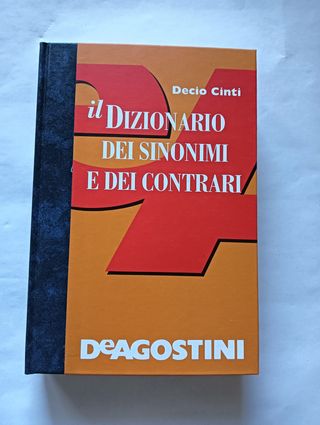 Decio Cinti
il DIZIONARIO
DEI SINONIMI
E DEI CONTRARI
DEAGOSTINI